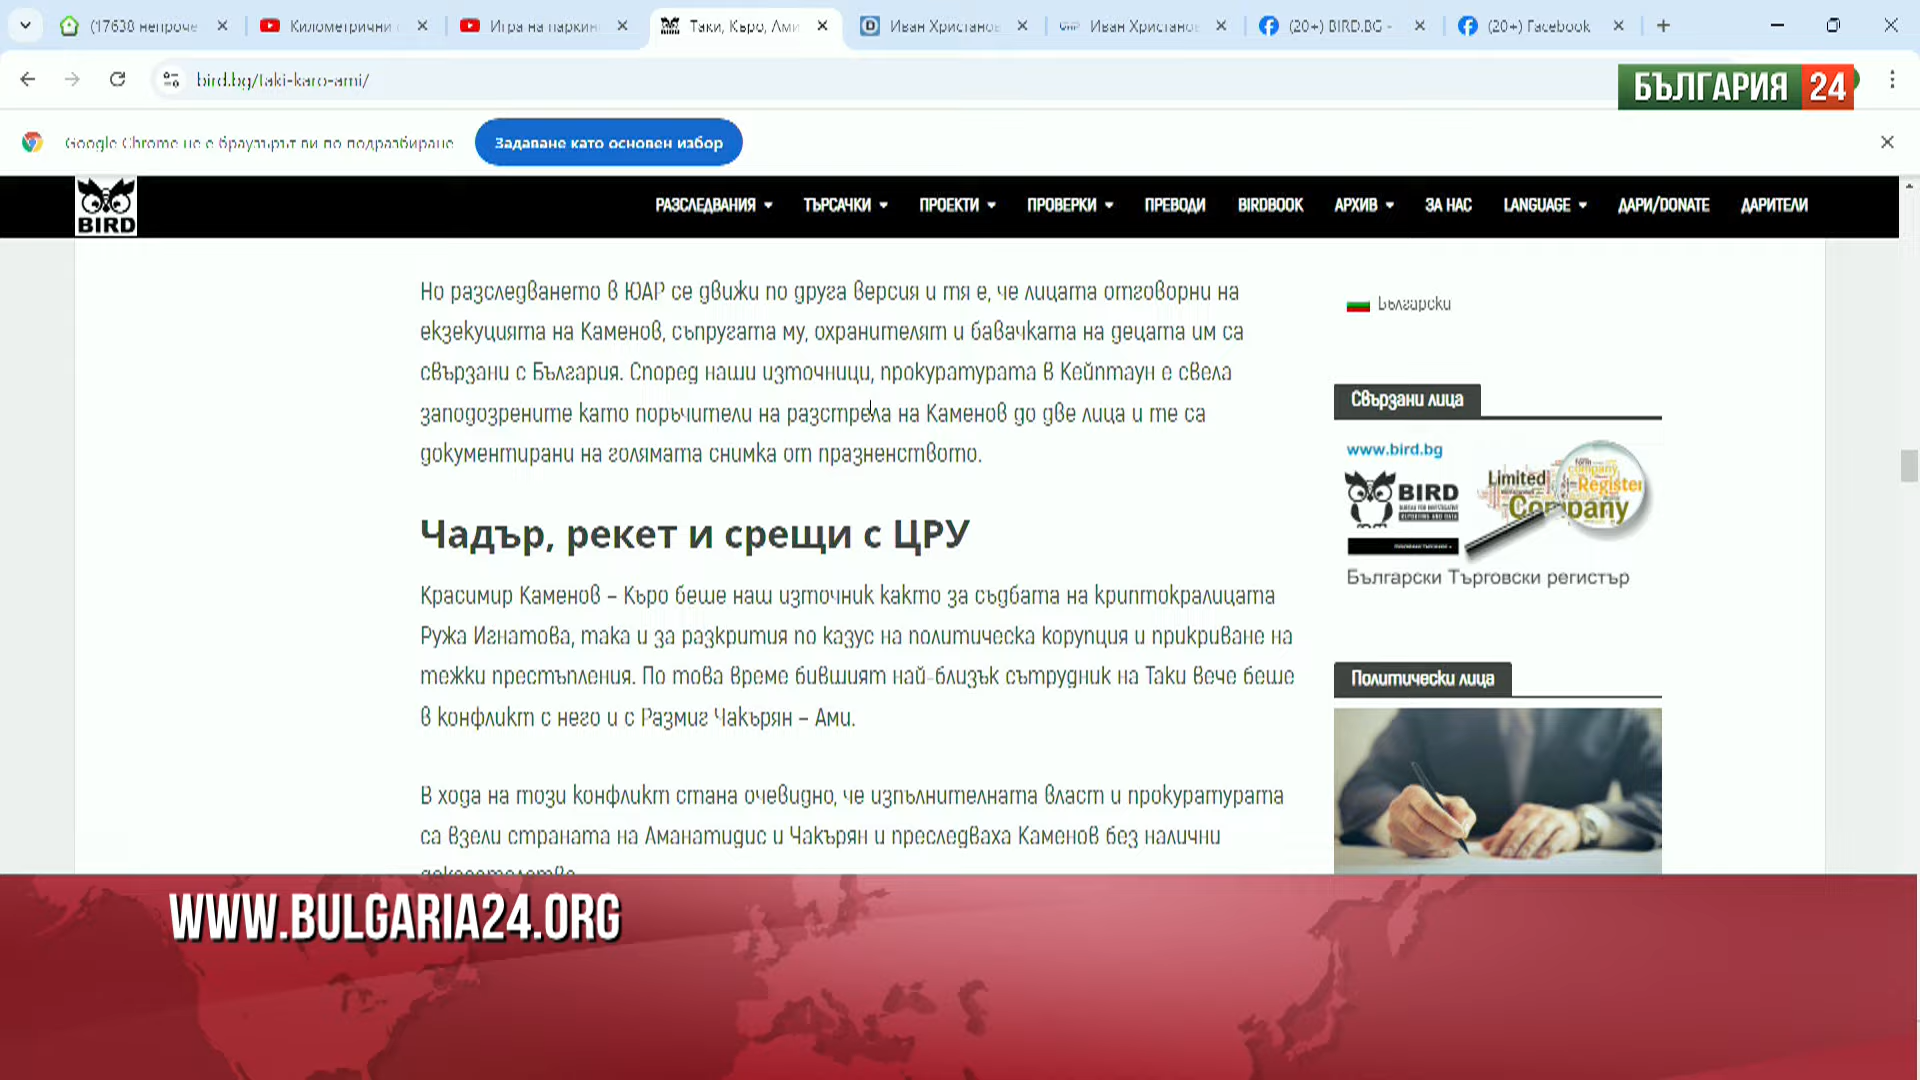 (17638 непроче
Километрични
Игра на паркин
Таки, Къро, Ами
Иван Христанов
Иван Христанов
(20+) BIRD.BG -
(20+) Facebook
bird.bg/taki-karo-ami/
БЪЛГАРИЯ 24
Google Chrome не е браузърът ви по подразбиране
Задаване като основен избор
BIRD
РАЗСЛЕДВАНИЯ ТЪРСАЧКИ ПРОЕКТИ ПРОВЕРКИ ПРЕВОДИ BIRDBOOK АРХИВ ЗА НАС LANGUAGE ДАРИ/DONATE ДАРИТЕЛИ
Но разследването в ЮАР се движи по друга версия и тя е, че лицата отговорни на
екзекуцията на Каменов, съпругата му, охранителят и бавачката на децата им са
свързани с България. Според наши източници, прокуратурата в Кейптаун е свела
заподозрените като поръчители на разстрела на Каменов до две лица и те са
документирани на голямата снимка от празненството.
Чадър, рекет и срещи с ЦРУ
Красимир Каменов – Къро беше наш източник както за съдбата на криптокралицата
Ружа Игнатова, така и за разкрития по казус на политическа корупция и прикриване на
тежки престъпления. По това време бившият най-близък сътрудник на Таки вече беше
в конфликт с него и с Размиг Чакърян – Ами.
В хода на този конфликт стана очевидно, че изпълнителната власт и прокуратурата
са взели страната на Аманатидис и Чакърян и преследваха Каменов без налични
Български
Свързани лица
www.bird.bg
BIRD
Limited
Company
Register
company
Български Търговски регистър
Политически лица
WWW.BULGARIA24.ORG